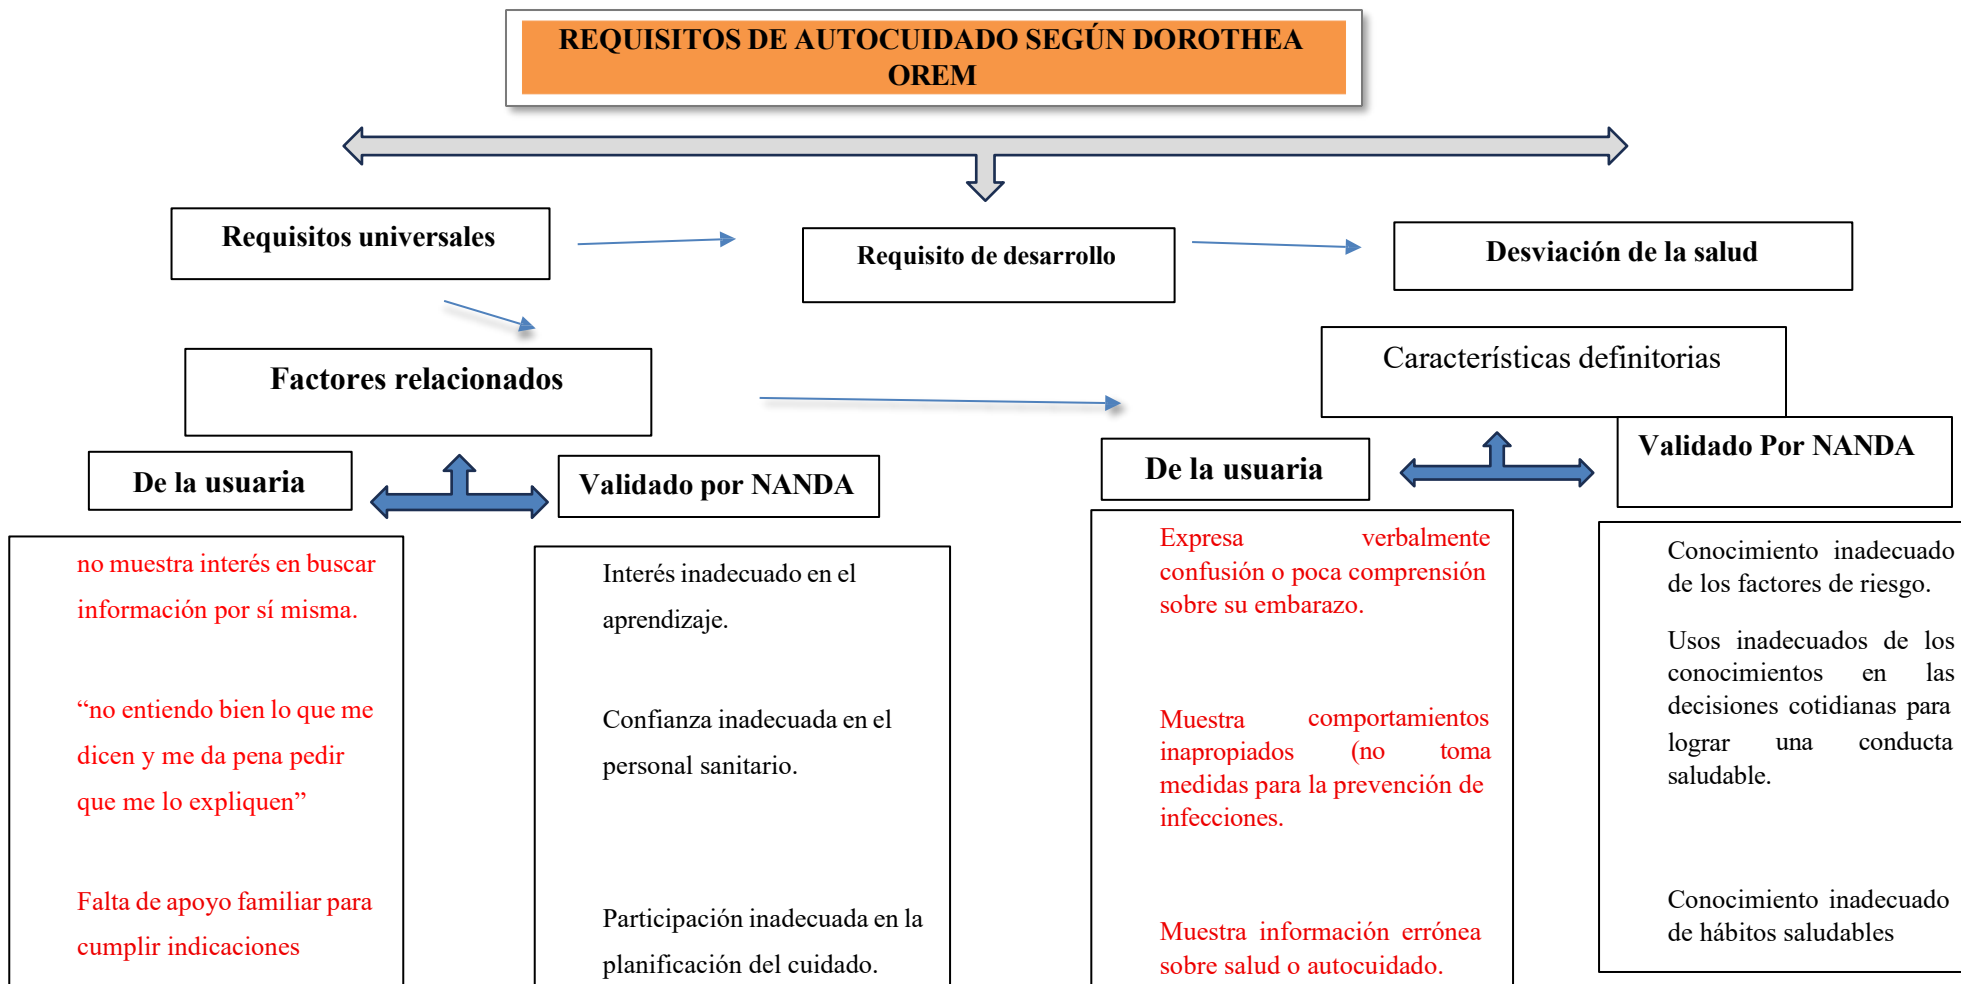 REQUISITOS DE AUTOCUIDADO SEGÚN DOROTHEA
OREM
Requisitos universales
Requisito de desarrollo
Desviación de la salud
Factores relacionados
Características definitorias
De la usuaria
Validado por NANDA
De la usuaria
Validado Por NANDA
no muestra interés en buscar
información por sí misma.
“no entiendo bien lo que me
dicen y me da pena pedir
que me lo expliquen”
Falta de apoyo familiar para
cumplir indicaciones
Interés inadecuado en el
aprendizaje.
Confianza inadecuada en el
personal sanitario.
Participación inadecuada en la
planificación del cuidado.
Expresa verbalmente
confusión o poca comprensión
sobre su embarazo.
Muestra comportamientos
inapropiados (no toma
medidas para la prevención de
infecciones.
Muestra información errónea
sobre salud o autocuidado.
Conocimiento inadecuado
de los factores de riesgo.
Usos inadecuados de los
conocimientos en las
decisiones cotidianas para
lograr una conducta
saludable.
Conocimiento inadecuado
de hábitos saludables